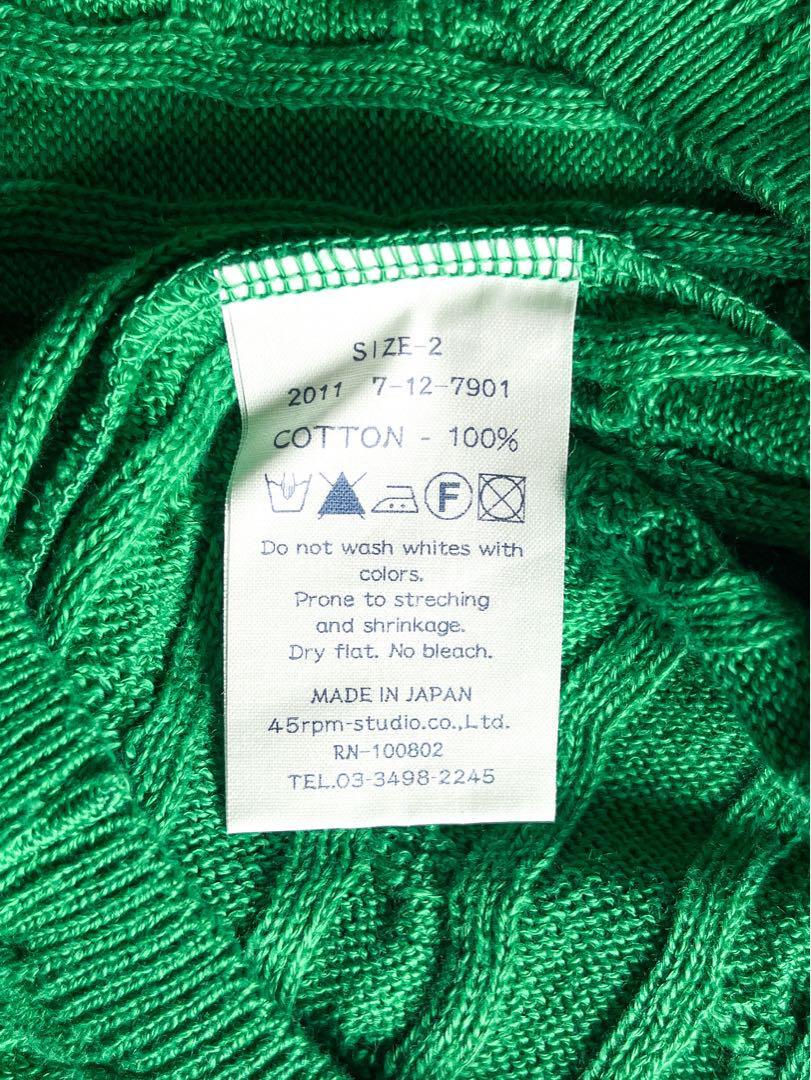 SIZE-2
2011 7-12-7901
COTTON - 100%
F
Do not wash whites with
colors.
Prone to streching
and shrinkage.
Dry flat. No bleach.
MADE IN JAPAN
45rpm-studio.co.,Ltd.
RN-100802
TEL.03-3498-2245